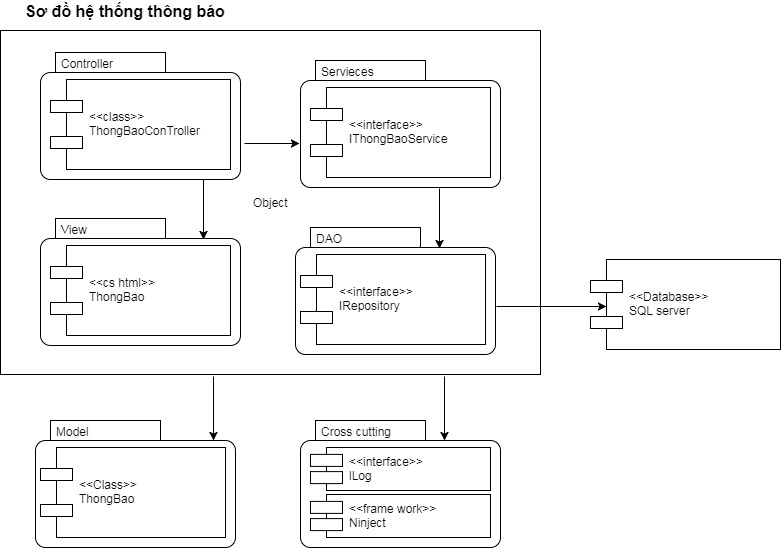 Sơ đồ hệ thống thông báo
Controller
<<class>>
ThongBaoConTroller
Servieces
<<interface>>
IThongBaoService
Object
View
<<cs html>>
ThongBao
DAO
<<interface>>
IRepository
<<Database>>
SQL server
Model
<<Class>>
ThongBao
Cross cutting
<<interface>>
ILog
<<frame work>>
Ninject